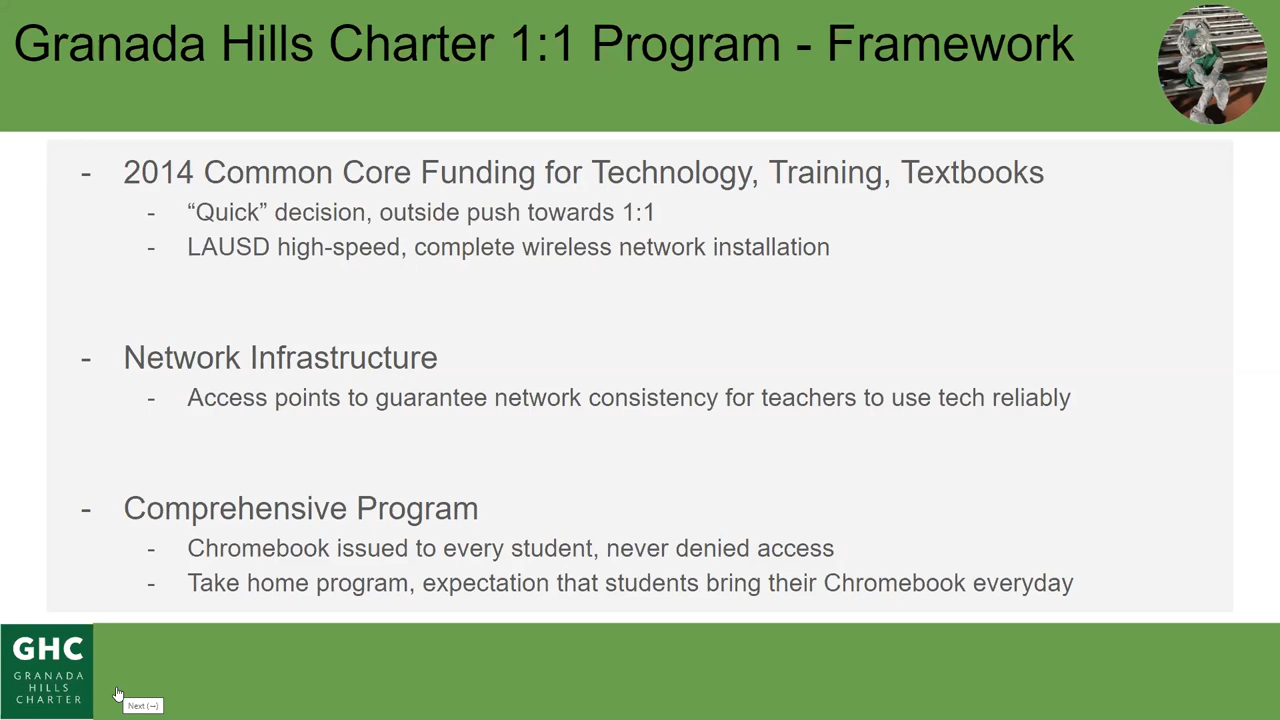 Granada Hills Charter 1:1 Program - Framework
- 2014 Common Core Funding for Technology, Training, Textbooks
- “Quick” decision, outside push towards 1:1
- LAUSD high-speed, complete wireless network installation
- Network Infrastructure
- Access points to guarantee network consistency for teachers to use tech reliably
- Comprehensive Program
- Chromebook issued to every student, never denied access
- Take home program, expectation that students bring their Chromebook everyday
GHC
GRANADA
HILLS
CHARTER
Next (→)